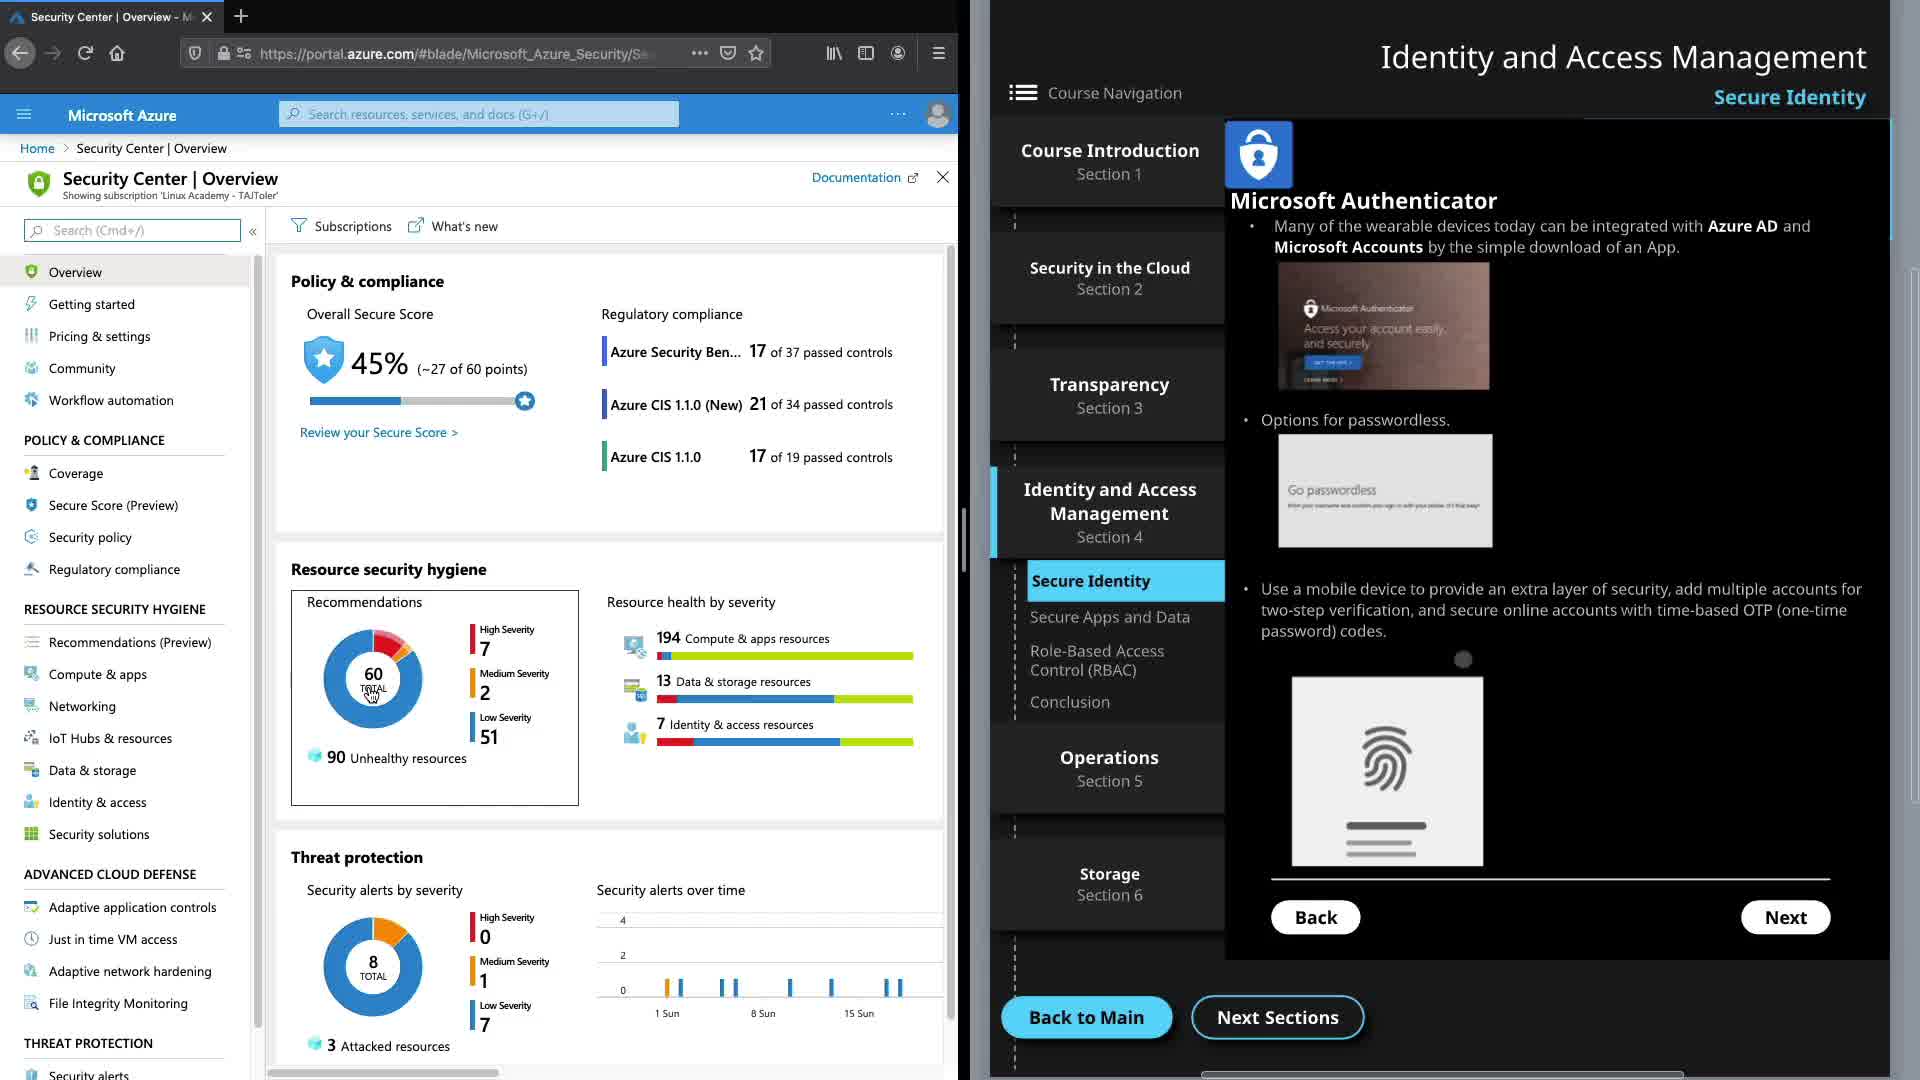 Security Center | Overview - M
https://portal.azure.com/#blade/Microsoft_Azure_Security/Se
Microsoft Azure
Search resources, services, and docs (G+/)
Home > Security Center | Overview
Security Center | Overview
Showing subscription 'Linux Academy - TAJToler'
Documentation
Search (Cmd+/)
«
Overview
Getting started
Pricing & settings
Community
Workflow automation
POLICY & COMPLIANCE
Coverage
Secure Score (Preview)
Security policy
Regulatory compliance
RESOURCE SECURITY HYGIENE
Recommendations (Preview)
Compute & apps
Networking
IoT Hubs & resources
Data & storage
Identity & access
Security solutions
ADVANCED CLOUD DEFENSE
Adaptive application controls
Just in time VM access
Adaptive network hardening
File Integrity Monitoring
THREAT PROTECTION
Security alerts
Subscriptions
What's new
Policy & compliance
Overall Secure Score
45% (~27 of 60 points)
Review your Secure Score >
Regulatory compliance
Azure Security Ben... 17 of 37 passed controls
Azure CIS 1.1.0 (New) 21 of 34 passed controls
Azure CIS 1.1.0 17 of 19 passed controls
Resource security hygiene
Recommendations
60
TOTAL
High Severity
7
Medium Severity
2
Low Severity
51
90 Unhealthy resources
Resource health by severity
194 Compute & apps resources
13 Data & storage resources
7 Identity & access resources
Threat protection
Security alerts by severity
8
TOTAL
High Severity
0
Medium Severity
1
Low Severity
7
3 Attacked resources
Security alerts over time
4
2
0
1 Sun
8 Sun
15 Sun
Identity and Access Management
Secure Identity
Course Navigation
Course Introduction
Section 1
Security in the Cloud
Section 2
Transparency
Section 3
Identity and Access
Management
Section 4
Secure Identity
Secure Apps and Data
Role-Based Access
Control (RBAC)
Conclusion
Operations
Section 5
Storage
Section 6
Back to Main
Next Sections
Microsoft Authenticator
• Many of the wearable devices today can be integrated with Azure AD and
Microsoft Accounts by the simple download of an App.
Microsoft Authenticator
Access your account easily,
and securely
• Options for passwordless.
Go passwordless
• Use a mobile device to provide an extra layer of security, add multiple accounts for
two-step verification, and secure online accounts with time-based OTP (one-time
password) codes.
Back
Next